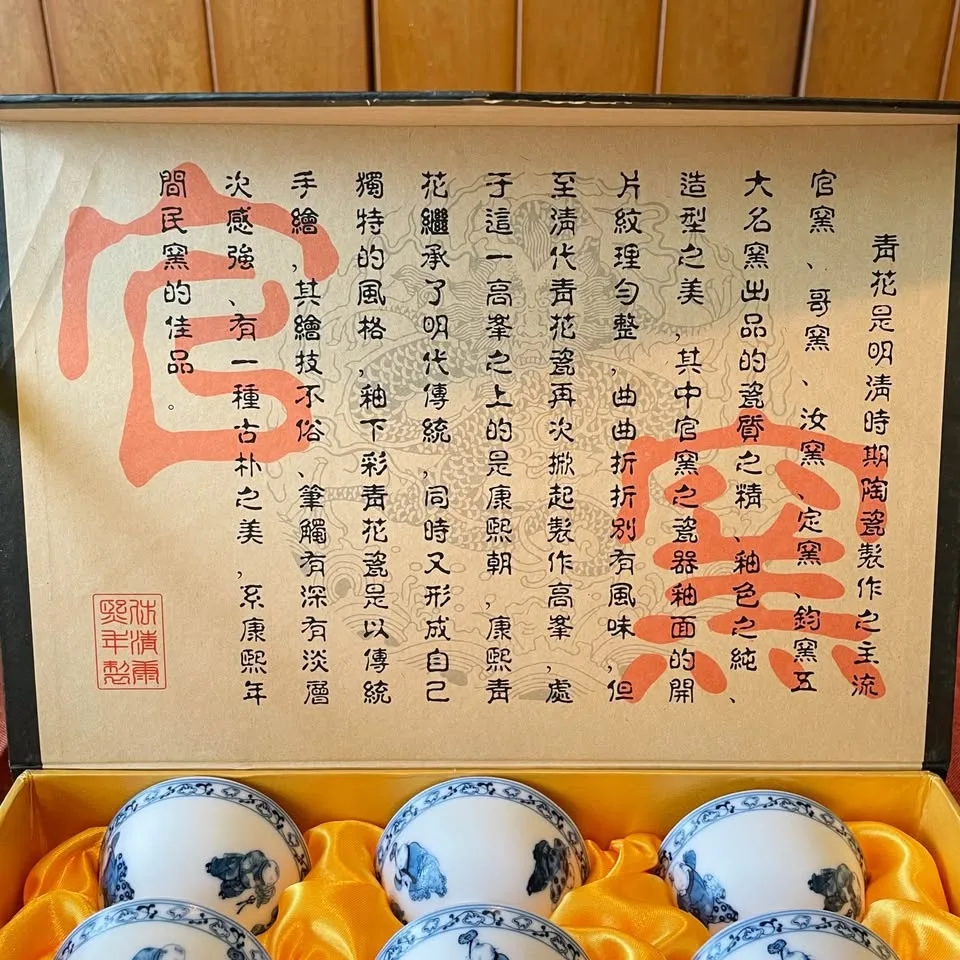 青花是明清時期陶瓷製作之主流
官窯、哥窯、汝窯、定窯、鈞窯五
大名窯出品的瓷質之精、釉色之純、
造型之美,其中官窯之瓷器釉面的開
片紋理勻整,曲曲折折別有風味,但
至清代青花瓷再次掀起製作高峯,處
于這一高峯之上的是康熙朝,康熙青
花繼承了明代傳統,同時又形成自己
獨特的風格,釉下彩青花瓷是以傳統
手繪,其繪技不俗、筆觸有深有淡層
次感強、有一種古朴之美,系康熙年
間民窯的佳品。
官
窯
仿清康
熙年製